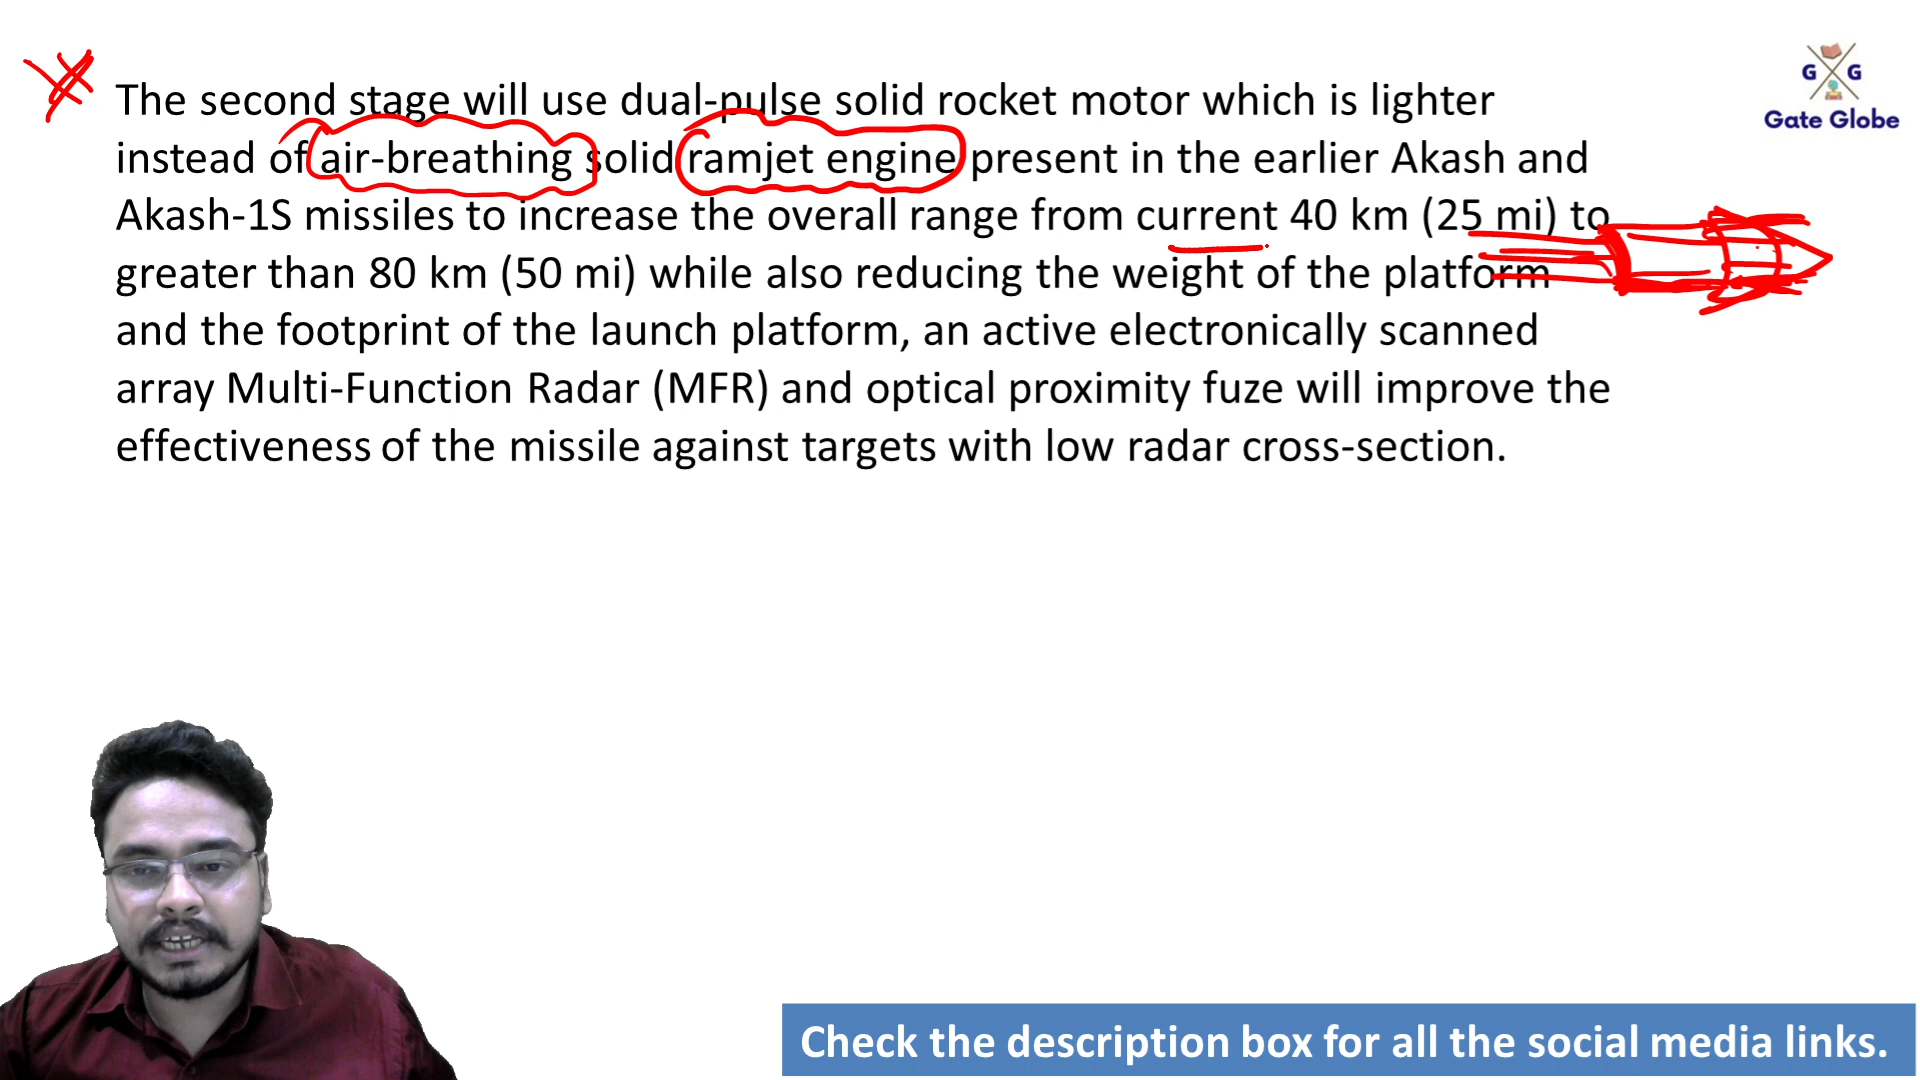 The second stage will use dual-pulse solid rocket motor which is lighter
instead of air-breathing solid ramjet engine present in the earlier Akash and
Akash-1S missiles to increase the overall range from current 40 km (25 mi) to
greater than 80 km (50 mi) while also reducing the weight of the platform
and the footprint of the launch platform, an active electronically scanned
array Multi-Function Radar (MFR) and optical proximity fuze will improve the
effectiveness of the missile against targets with low radar cross-section.
G G
Gate Globe
Check the description box for all the social media links.